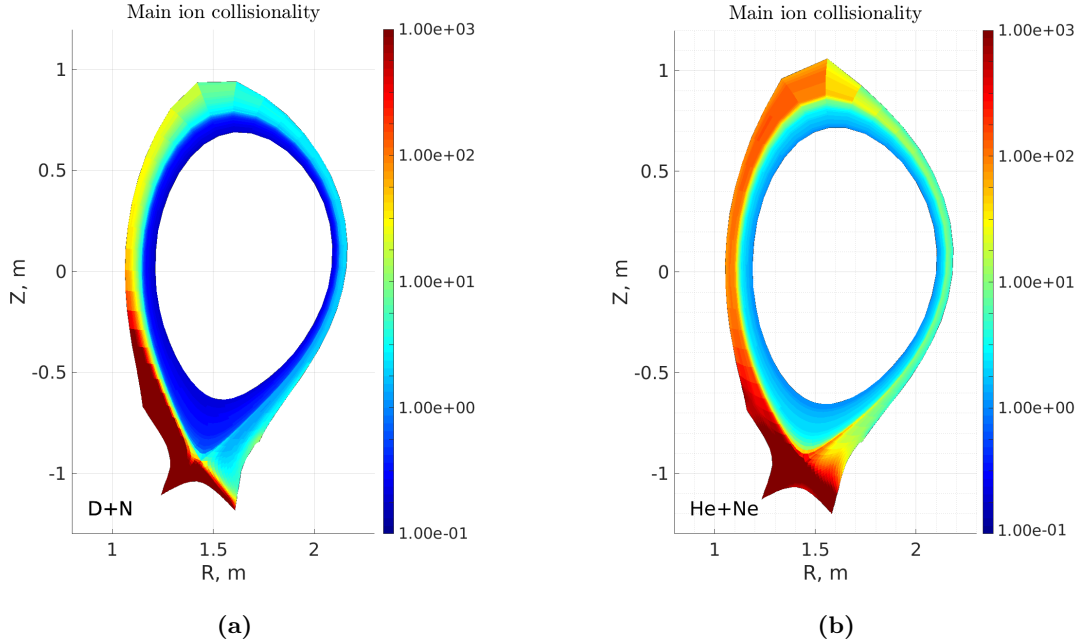 Main ion collisionality
1.00e+03
1.00e+02
1.00e+01
1.00e+00
1.00e-01
1
0.5
0
-0.5
-1
Z, m
D+N
1
1.5
2
R, m
(a)
Main ion collisionality
1.00e+03
1.00e+02
1.00e+01
1.00e+00
1.00e-01
1
0.5
0
-0.5
-1
Z, m
He+Ne
1
1.5
2
R, m
(b)